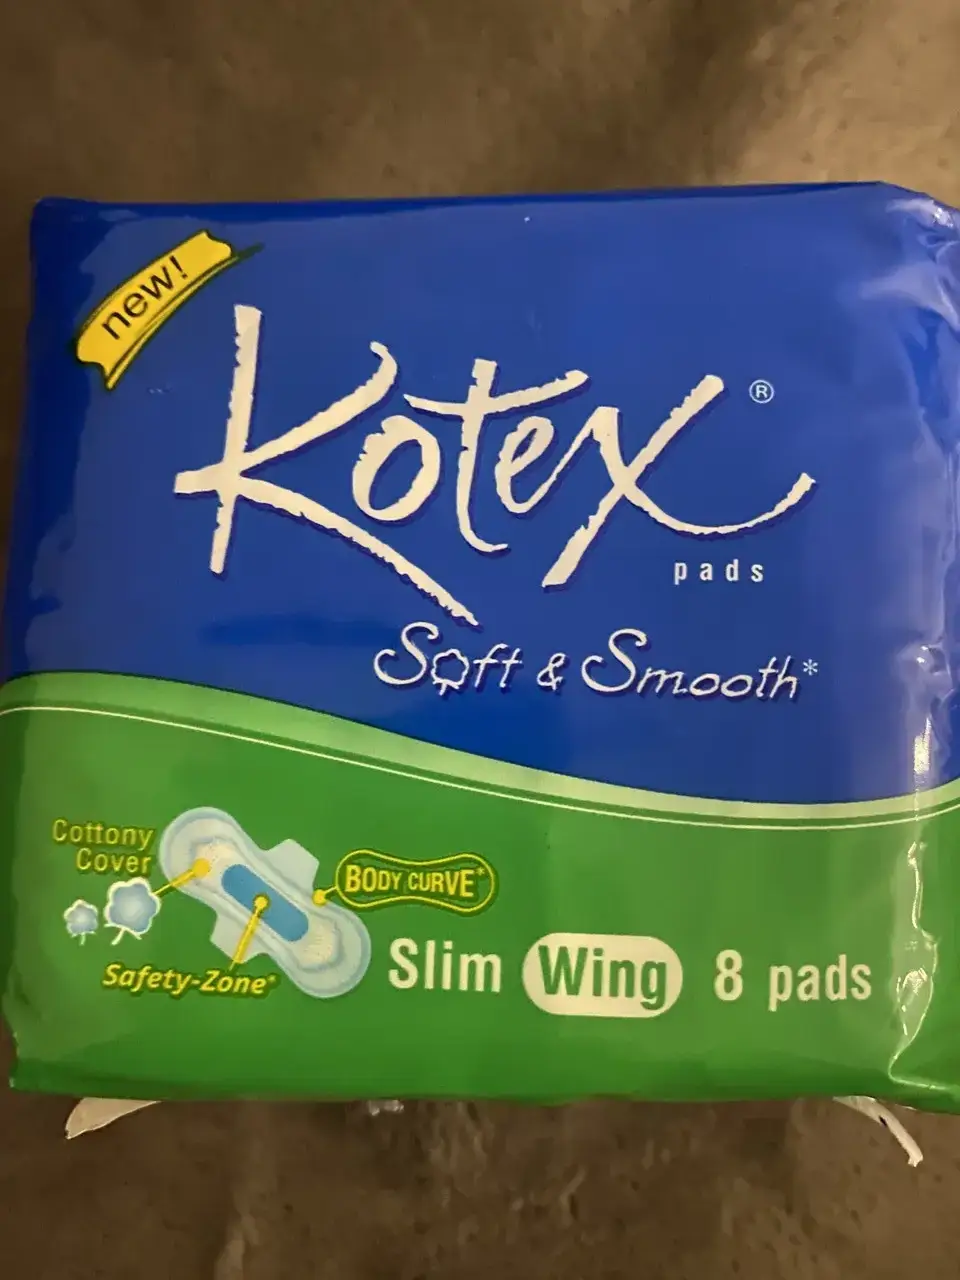 new!
Kotex®
pads
Soft & Smooth*
Cottony
Cover
BODY CURVE*
Safety-Zone*
Slim Wing 8 pads